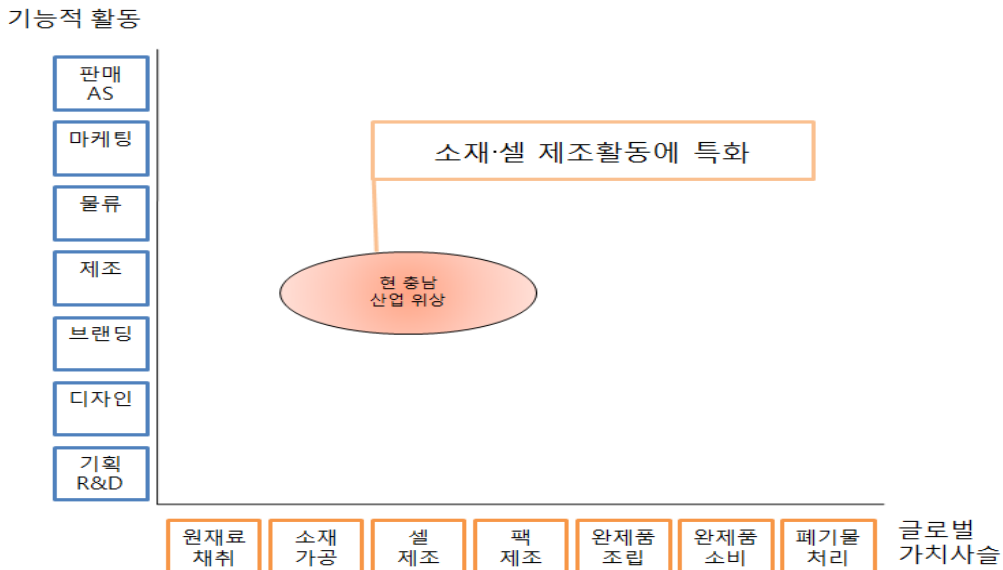 기능적 활동
판매
AS
마케팅
물류
제조
브랜딩
디자인
기획
R&D
소재·셀 제조활동에 특화
현 충남
산업 위상
원재료
채취
소재
가공
셀
제조
팩
제조
완제품
조립
완제품
소비
폐기물
처리
글로벌
가치사슬